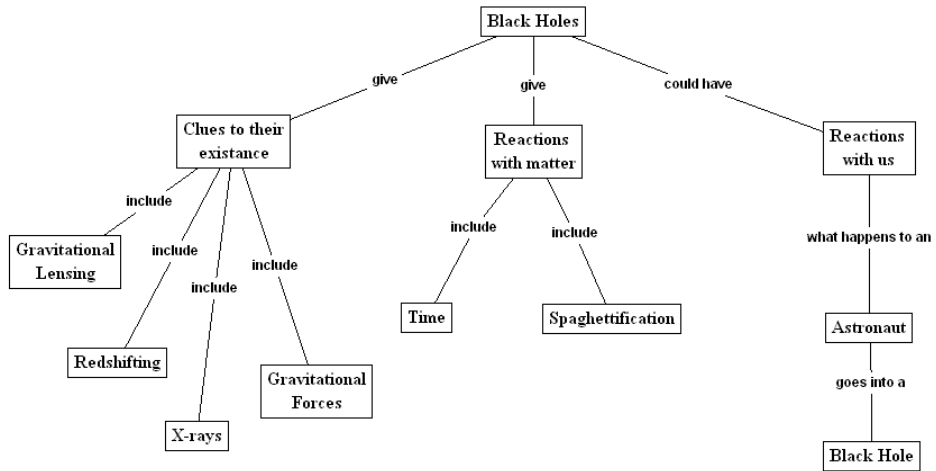 Black Holes
give
give
could have
Clues to their
existance
Reactions
with matter
Reactions
with us
include
include
include
include
include
include
what happens to an
Gravitational
Lensing
Time
Spaghettification
Astronaut
Redshifting
Gravitational
Forces
goes into a
X-rays
Black Hole